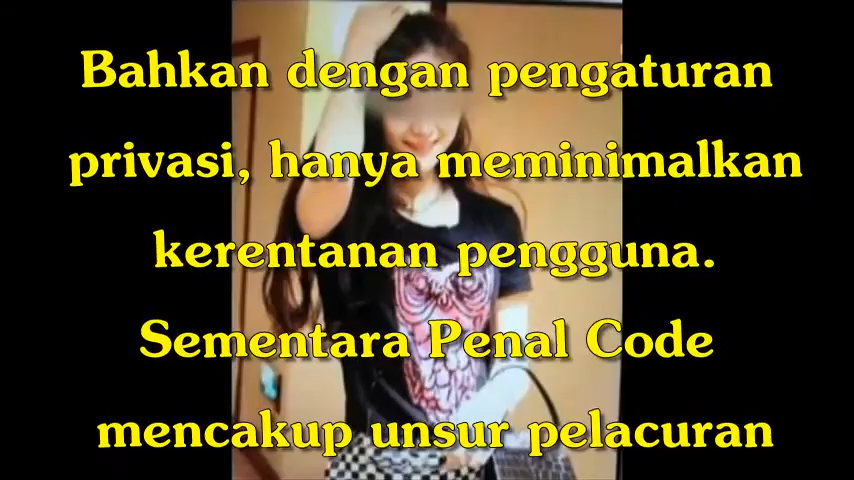 Bahkan dengan pengaturan
privasi, hanya meminimalkan
kerentanan pengguna.
Sementara Penal Code
mencakup unsur pelacuran